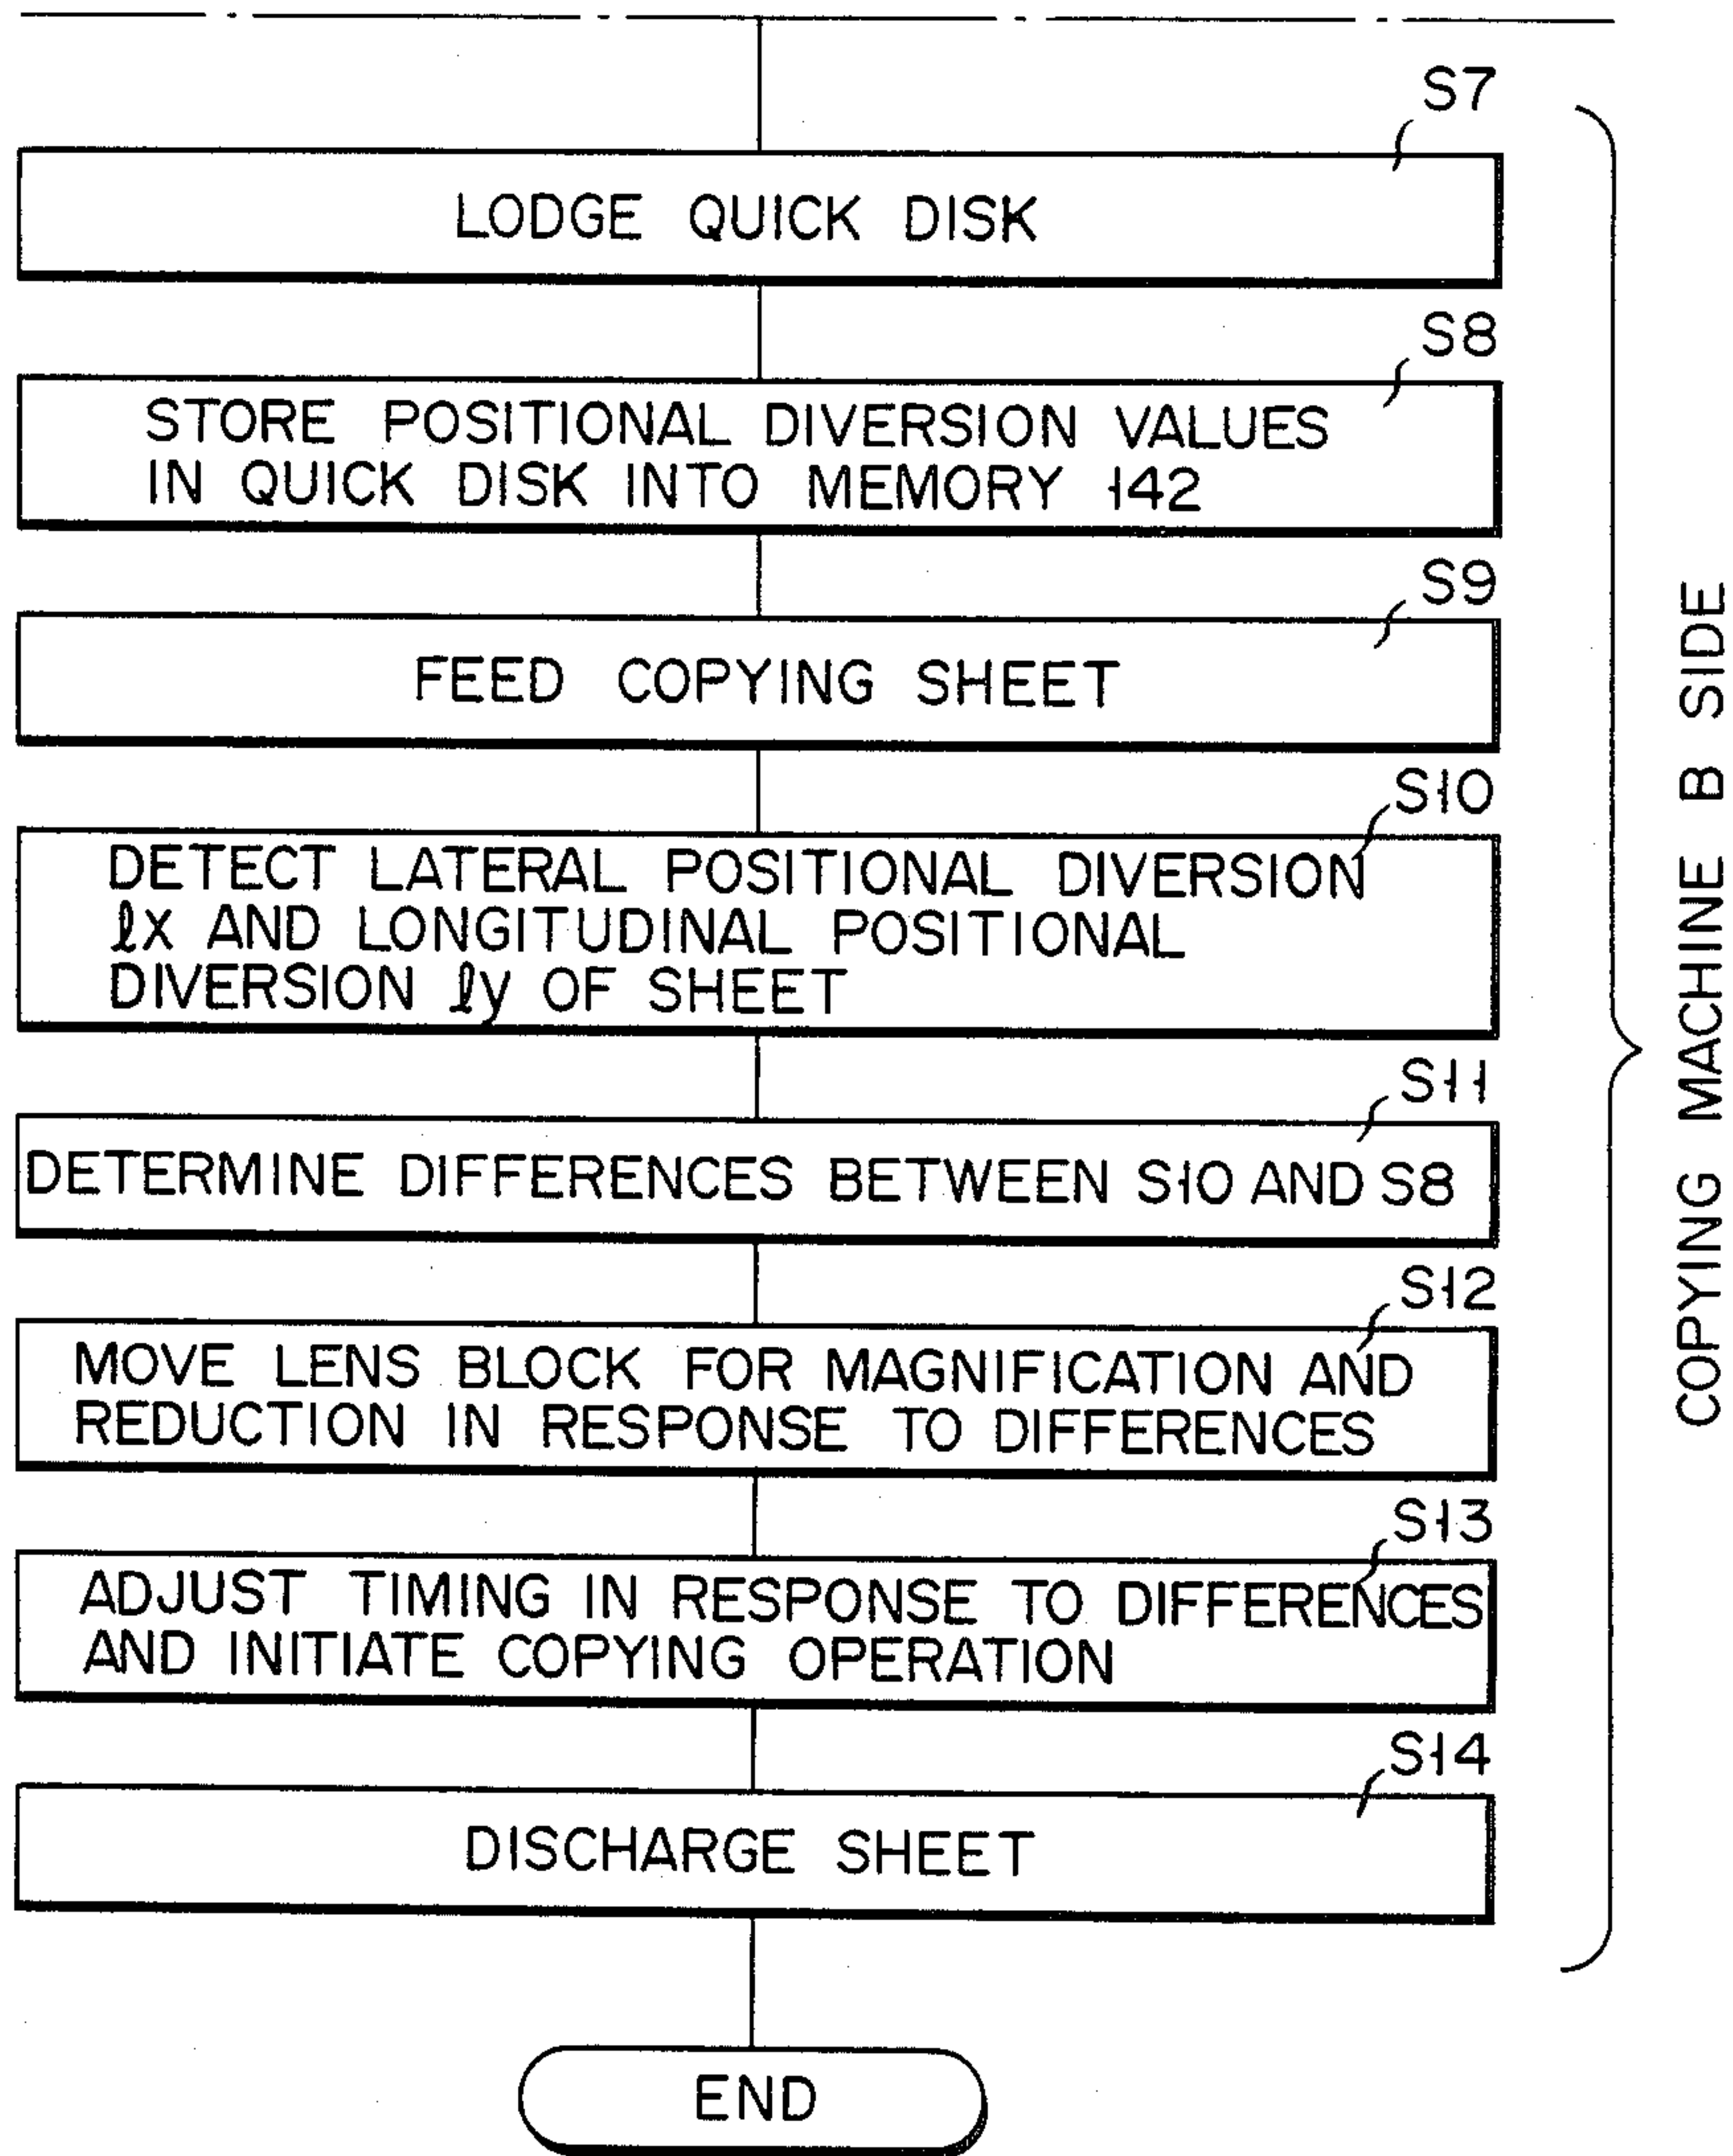 S7
LODGE QUICK DISK
S8
STORE POSITIONAL DIVERSION VALUES
IN QUICK DISK INTO MEMORY 142
S9
FEED COPYING SHEET
S10
DETECT LATERAL POSITIONAL DIVERSION
ℓx AND LONGITUDINAL POSITIONAL
DIVERSION ℓy OF SHEET
S11
DETERMINE DIFFERENCES BETWEEN S10 AND S8
S12
MOVE LENS BLOCK FOR MAGNIFICATION AND
REDUCTION IN RESPONSE TO DIFFERENCES
S13
ADJUST TIMING IN RESPONSE TO DIFFERENCES
AND INITIATE COPYING OPERATION
S14
DISCHARGE SHEET
END
COPYING MACHINE B SIDE